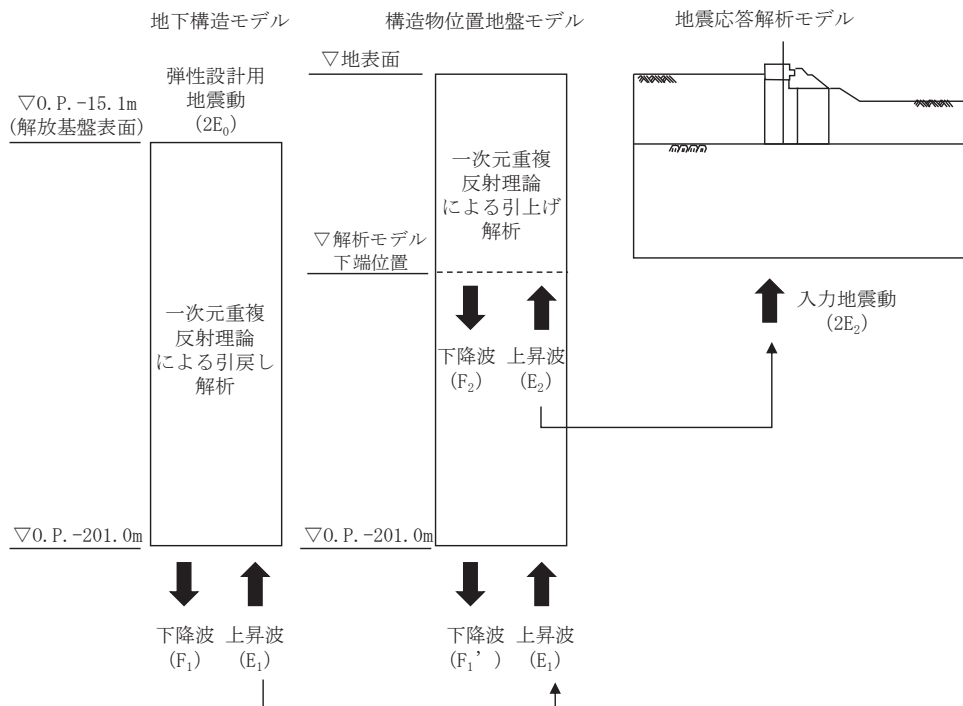 地下構造モデル
弾性設計用
地震動
(2E₀)
▽O.P.-15.1m
(解放基盤表面)
一次元重複
反射理論
による引戻し
解析
▽O.P.-201.0m
下降波
(F₁)
上昇波
(E₁)
構造物位置地盤モデル
▽地表面
一次元重複
反射理論
による引上げ
解析
▽解析モデル
下端位置
下降波
(F₂)
上昇波
(E₂)
▽O.P.-201.0m
下降波
(F₁’)
上昇波
(E₁)
地震応答解析モデル
入力地震動
(2E₂)